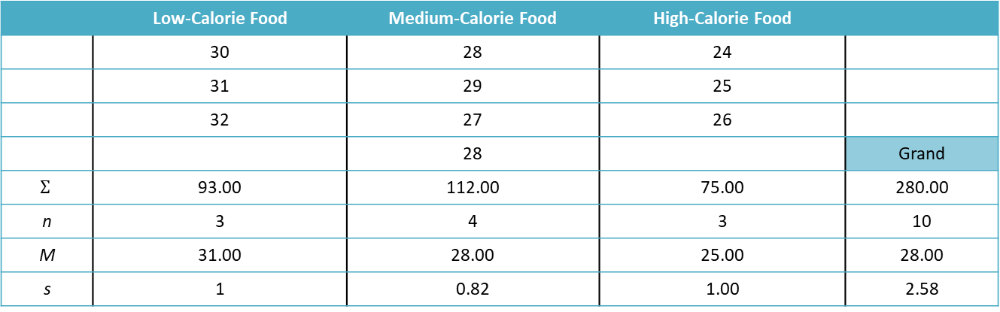 Low-Calorie Food Medium-Calorie Food High-Calorie Food
30 28 24
31 29 25
32 27 26
28 Grand
Σ 93.00 112.00 75.00 280.00
n 3 4 3 10
M 31.00 28.00 25.00 28.00
s 1 0.82 1.00 2.58